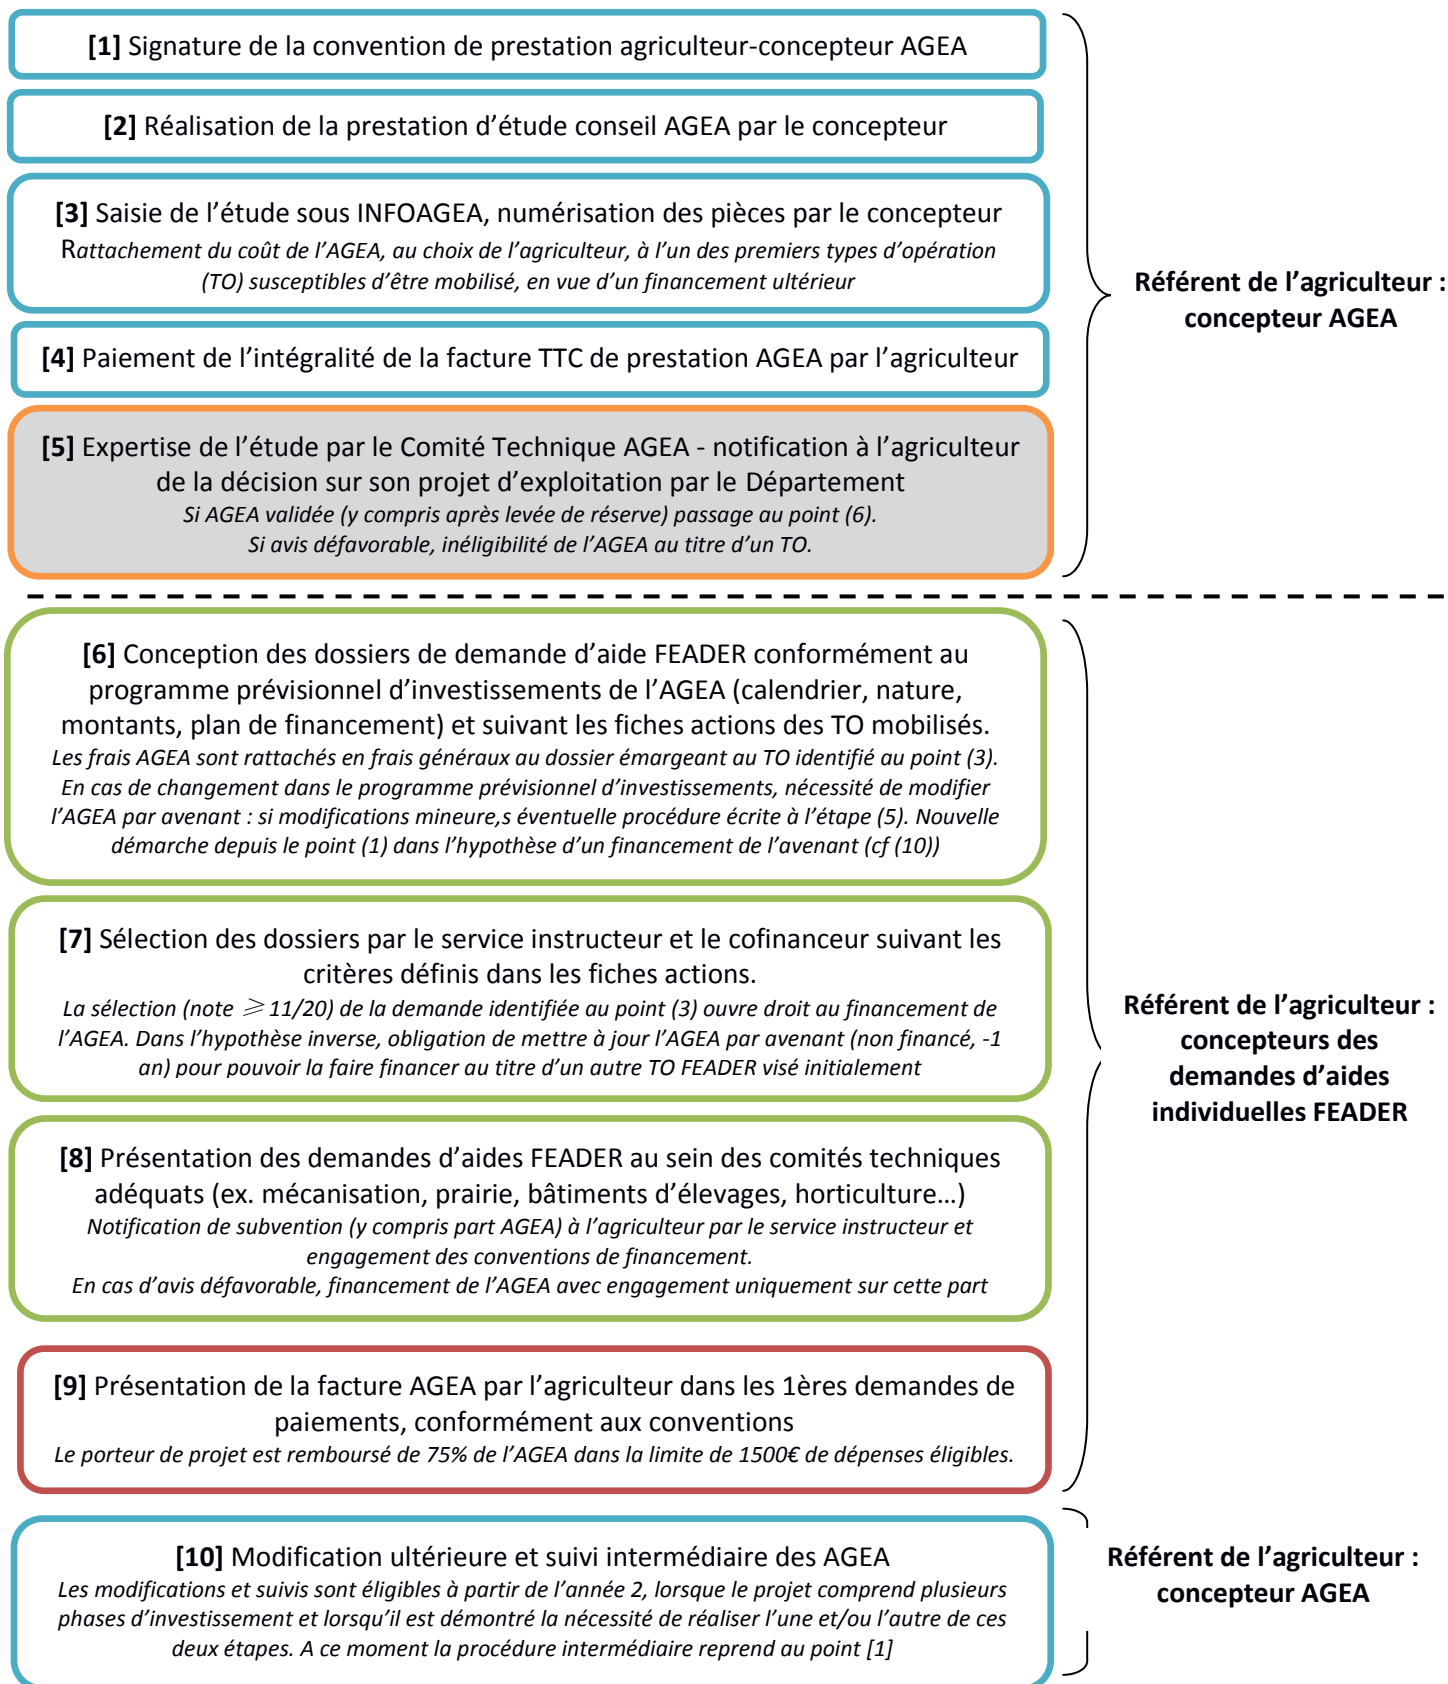 [1] Signature de la convention de prestation agriculteur-concepteur AGEA
[2] Réalisation de la prestation d’étude conseil AGEA par le concepteur
[3] Saisie de l’étude sous INFOAGEA, numérisation des pièces par le concepteur
Rattachement du coût de l’AGEA, au choix de l’agriculteur, à l’un des premiers types d’opération
(TO) susceptibles d’être mobilisé, en vue d’un financement ultérieur
[4] Paiement de l’intégralité de la facture TTC de prestation AGEA par l’agriculteur
[5] Expertise de l’étude par le Comité Technique AGEA - notification à l’agriculteur
de la décision sur son projet d’exploitation par le Département
Si AGEA validée (y compris après levée de réserve) passage au point (6).
Si avis défavorable, inéligibilité de l’AGEA au titre d’un TO.
Référent de l’agriculteur :
concepteur AGEA
[6] Conception des dossiers de demande d’aide FEADER conformément au
programme prévisionnel d’investissements de l’AGEA (calendrier, nature,
montants, plan de financement) et suivant les fiches actions des TO mobilisés.
Les frais AGEA sont rattachés en frais généraux au dossier émargeant au TO identifié au point (3).
En cas de changement dans le programme prévisionnel d’investissements, nécessité de modifier
l’AGEA par avenant : si modifications mineure,s éventuelle procédure écrite à l’étape (5). Nouvelle
démarche depuis le point (1) dans l’hypothèse d’un financement de l’avenant (cf (10))
[7] Sélection des dossiers par le service instructeur et le cofinanceur suivant les
critères définis dans les fiches actions.
La sélection (note ≥ 11/20) de la demande identifiée au point (3) ouvre droit au financement de
l’AGEA. Dans l’hypothèse inverse, obligation de mettre à jour l’AGEA par avenant (non financé, -1
an) pour pouvoir la faire financer au titre d’un autre TO FEADER visé initialement
[8] Présentation des demandes d’aides FEADER au sein des comités techniques
adéquats (ex. mécanisation, prairie, bâtiments d’élevages, horticulture…)
Notification de subvention (y compris part AGEA) à l’agriculteur par le service instructeur et
engagement des conventions de financement.
En cas d’avis défavorable, financement de l’AGEA avec engagement uniquement sur cette part
[9] Présentation de la facture AGEA par l’agriculteur dans les 1ères demandes de
paiements, conformément aux conventions
Le porteur de projet est remboursé de 75% de l’AGEA dans la limite de 1500€ de dépenses éligibles.
Référent de l’agriculteur :
concepteurs des
demandes d’aides
individuelles FEADER
[10] Modification ultérieure et suivi intermédiaire des AGEA
Les modifications et suivis sont éligibles à partir de l’année 2, lorsque le projet comprend plusieurs
phases d’investissement et lorsqu’il est démontré la nécessité de réaliser l’une et/ou l’autre de ces
deux étapes. A ce moment la procédure intermédiaire reprend au point [1]
Référent de l’agriculteur :
concepteur AGEA